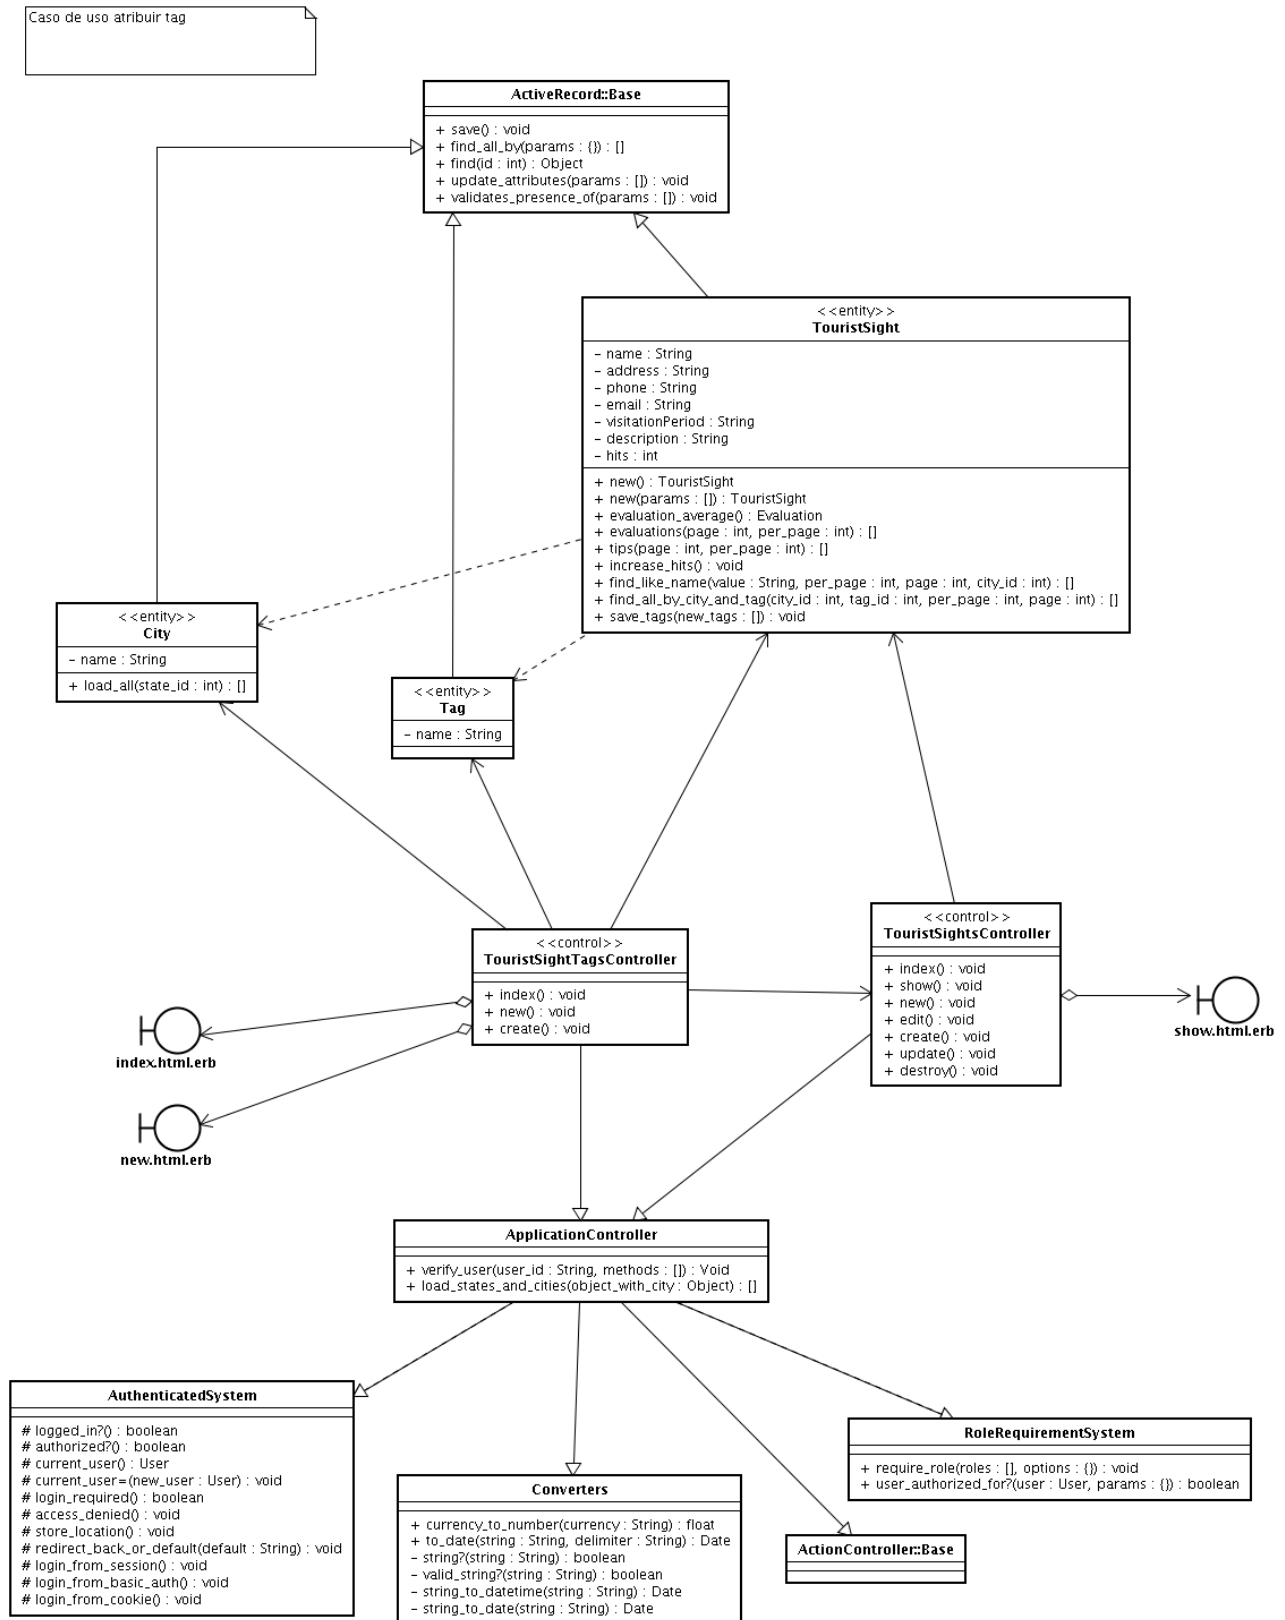 Caso de uso atribuir tag
ActiveRecord::Base
+ save() : void
+ find_all_by(params : {}) : []
+ find(id : int) : Object
+ update_attributes(params : []) : void
+ validates_presence_of(params : []) : void
<<entity>>
TouristSight
- name : String
- address : String
- phone : String
- email : String
- visitationPeriod : String
- description : String
- hits : int
+ new() : TouristSight
+ new(params : []) : TouristSight
+ evaluation_average() : Evaluation
+ evaluations(page : int, per_page : int) : []
+ tips(page : int, per_page : int) : []
+ increase_hits() : void
+ find_like_name(value : String, per_page : int, page : int, city_id : int) : []
+ find_all_by_city_and_tag(city_id : int, tag_id : int, per_page : int, page : int) : []
+ save_tags(new_tags : []) : void
<<entity>>
City
- name : String
+ load_all(state_id : int) : []
<<entity>>
Tag
- name : String
<<control>>
TouristSightTagsController
+ index() : void
+ new() : void
+ create() : void
<<control>>
TouristSightsController
+ index() : void
+ show() : void
+ new() : void
+ edit() : void
+ create() : void
+ update() : void
+ destroy() : void
show.html.erb
index.html.erb
new.html.erb
ApplicationController
+ verify_user(user_id : String, methods : []) : Void
+ load_states_and_cities(object_with_city : Object) : []
AuthenticatedSystem
# logged_in?() : boolean
# authorized?() : boolean
# current_user() : User
# current_user=(new_user : User) : void
# login_required() : boolean
# access_denied() : void
# store_location() : void
# redirect_back_or_default(default : String) : void
# login_from_session() : void
# login_from_basic_auth() : void
# login_from_cookie() : void
Converters
+ currency_to_number(currency : String) : float
+ to_date(string : String, delimiter : String) : Date
- string?(string : String) : boolean
- valid_string?(string : String) : boolean
- string_to_datetime(string : String) : Date
- string_to_date(string : String) : Date
RoleRequirementSystem
+ require_role(roles : [], options : {}) : void
+ user_authorized_for?(user : User, params : {}) : boolean
ActionController::Base